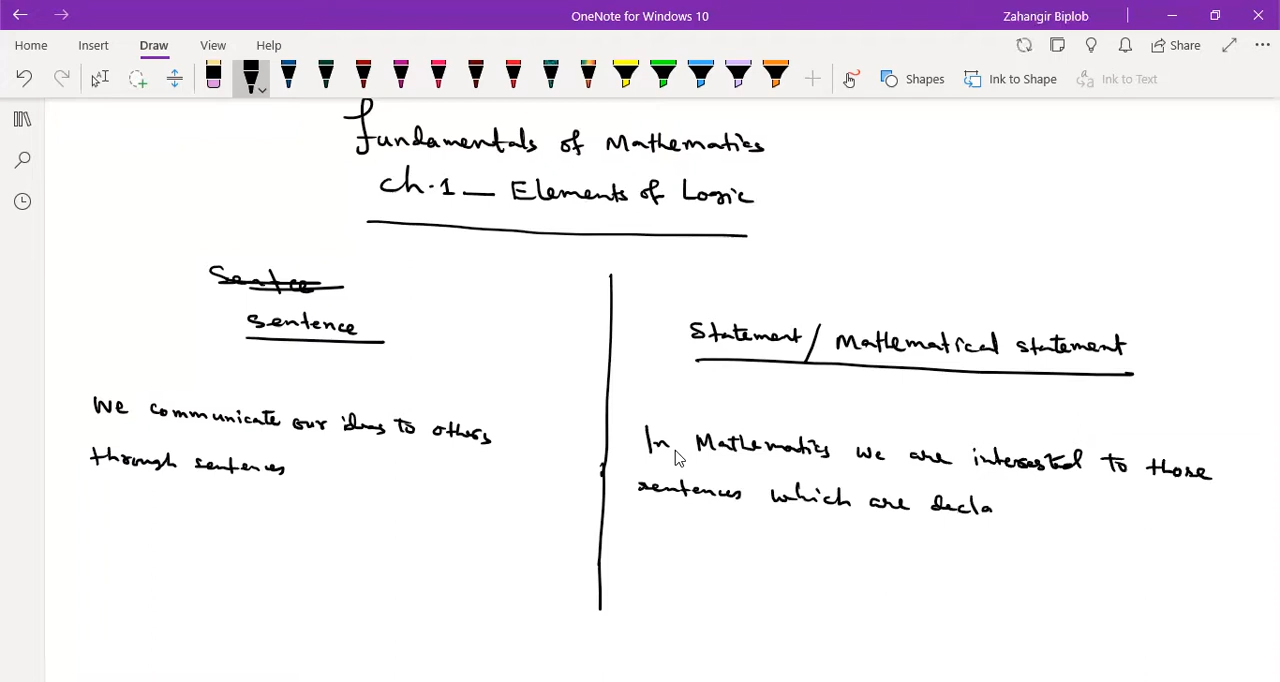 OneNote for Windows 10
Zahangir Biplob
Home Insert Draw View Help
Share
Shapes
Ink to Shape
Ink to Text
Fundamentals of Mathematics
ch.1 — Elements of Logic
Sentce
sentence
We communicate our ideas to others
through sentences
Statement / Mathematical statement
In Mathematics we are interested to those
sentences which are decla